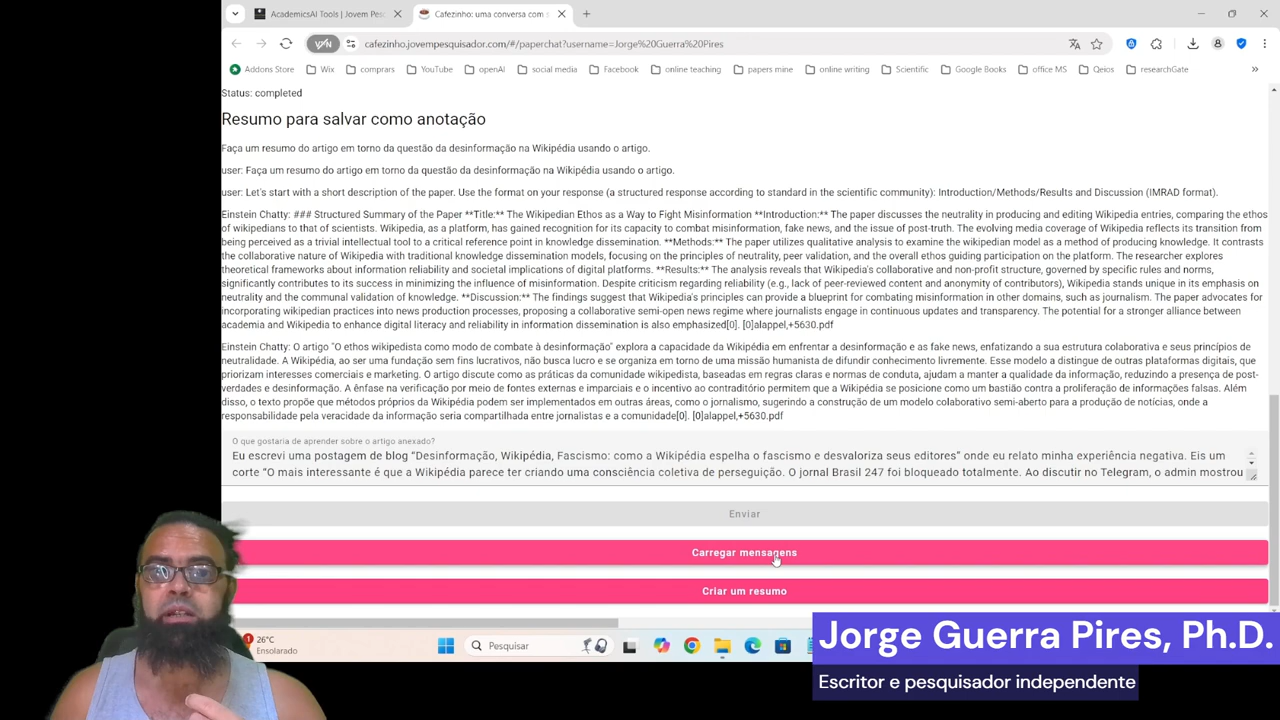 AcademicsAI Tools | Jovem Pes
Cafezinho: uma conversa com
VPN
cafezinho.jovempesquisador.com/#/paperchat?username=Jorge%20Guerra%20Pires
Addons Store
Wix
comprars
YouTube
openAI
social media
Facebook
online teaching
papers mine
online writing
Scientific
Google Books
office MS
Qeios
researchGate
Status: completed
Resumo para salvar como anotação
Faça um resumo do artigo em torno da questão da desinformação na Wikipédia usando o artigo.
user: Faça um resumo do artigo em torno da questão da desinformação na Wikipédia usando o artigo.
user: Let's start with a short description of the paper. Use the format on your response (a structured response according to standard in the scientific community): Introduction/Methods/Results and Discussion (IMRAD format).
Einstein Chatty: ### Structured Summary of the Paper **Title:** The Wikipedian Ethos as a Way to Fight Misinformation **Introduction:** The paper discusses the neutrality in producing and editing Wikipedia entries, comparing the ethos
of wikipedians to that of scientists. Wikipedia, as a platform, has gained recognition for its capacity to combat misinformation, fake news, and the issue of post-truth. The evolving media coverage of Wikipedia reflects its transition from
being perceived as a trivial intellectual tool to a critical reference point in knowledge dissemination. **Methods:** The paper utilizes qualitative analysis to examine the wikipedian model as a method of producing knowledge. It contrasts
the collaborative nature of Wikipedia with traditional knowledge dissemination models, focusing on the principles of neutrality, peer validation, and the overall ethos guiding participation on the platform. The researcher explores
theoretical frameworks about information reliability and societal implications of digital platforms. **Results:** The analysis reveals that Wikipedia's collaborative and non-profit structure, governed by specific rules and norms,
significantly contributes to its success in minimizing the influence of misinformation. Despite criticism regarding reliability (e.g., lack of peer-reviewed content and anonymity of contributors), Wikipedia stands unique in its emphasis on
neutrality and the communal validation of knowledge. **Discussion:** The findings suggest that Wikipedia's principles can provide a blueprint for combating misinformation in other domains, such as journalism. The paper advocates for
incorporating wikipedian practices into news production processes, proposing a collaborative semi-open news regime where journalists engage in continuous updates and transparency. The potential for a stronger alliance between
academia and Wikipedia to enhance digital literacy and reliability in information dissemination is also emphasized[0]. [0]alappel,+5630.pdf
Einstein Chatty: O artigo "O ethos wikipedista como modo de combate à desinformação" explora a capacidade da Wikipédia em enfrentar a desinformação e as fake news, enfatizando a sua estrutura colaborativa e seus princípios de
neutralidade. A Wikipédia, ao ser uma fundação sem fins lucrativos, não busca lucro e se organiza em torno de uma missão humanista de difundir conhecimento livremente. Esse modelo a distingue de outras plataformas digitais, que
priorizam interesses comerciais e marketing. O artigo discute como as práticas da comunidade wikipedista, baseadas em regras claras e normas de conduta, ajudam a manter a qualidade da informação, reduzindo a presença de post-
verdades e desinformação. A ênfase na verificação por meio de fontes externas e imparciais e o incentivo ao contraditório permitem que a Wikipédia se posicione como um bastião contra a proliferação de informações falsas. Além
disso, o texto propõe que métodos próprios da Wikipédia podem ser implementados em outras áreas, como o jornalismo, sugerindo a construção de um modelo colaborativo semi-aberto para a produção de notícias, onde a
responsabilidade pela veracidade da informação seria compartilhada entre jornalistas e a comunidade[0]. [0]alappel,+5630.pdf
O que gostaria de aprender sobre o artigo anexado?
Eu escrevi uma postagem de blog “Desinformação, Wikipédia, Fascismo: como a Wikipédia espelha o fascismo e desvaloriza seus editores” onde eu relato minha experiência negativa. Eis um
corte “O mais interessante é que a Wikipédia parece ter criando uma consciência coletiva de perseguição. O jornal Brasil 247 foi bloqueado totalmente. Ao discutir no Telegram, o admin mostrou
Enviar
Carregar mensagens
Criar um resumo
1
26°C
Ensolarado
Pesquisar
Jorge Guerra Pires, Ph.D.
Escritor e pesquisador independente